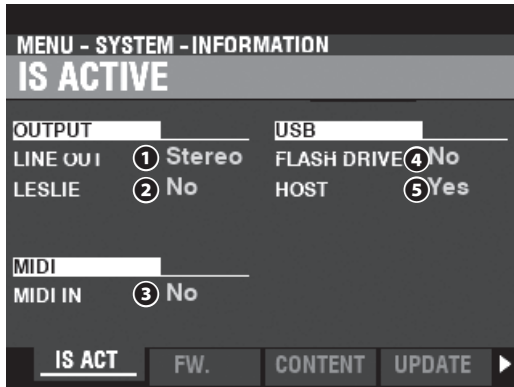 MENU - SYSTEM - INFORMATION
IS ACTIVE
OUTPUT
LINE OUT ① Stereo
LESLIE ② No
USB
FLASH DRIVE ④ No
HOST ⑤ Yes
MIDI
MIDI IN ③ No
IS ACT FW. CONTENT UPDATE